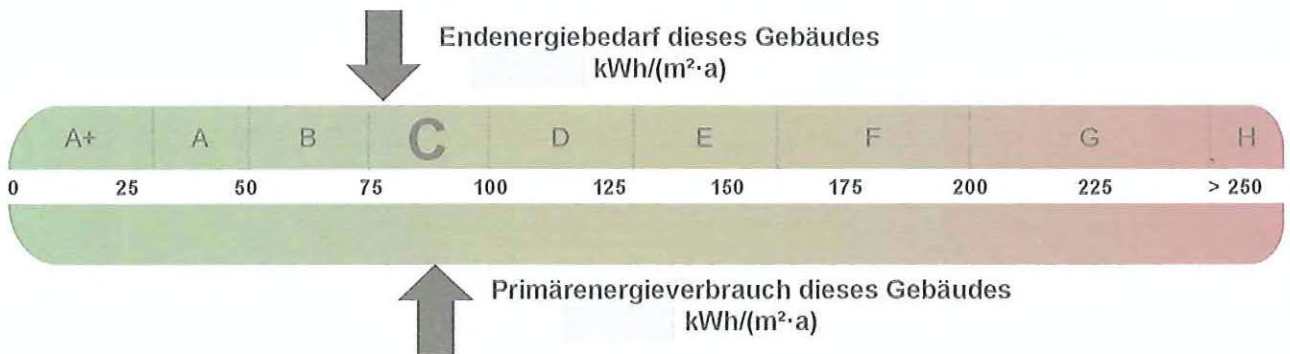 Endenergiebedarf dieses Gebäudes
kWh/(m²·a)
A+ A B C D E F G H
0 25 50 75 100 125 150 175 200 225 > 250
Primärenergieverbrauch dieses Gebäudes
kWh/(m²·a)